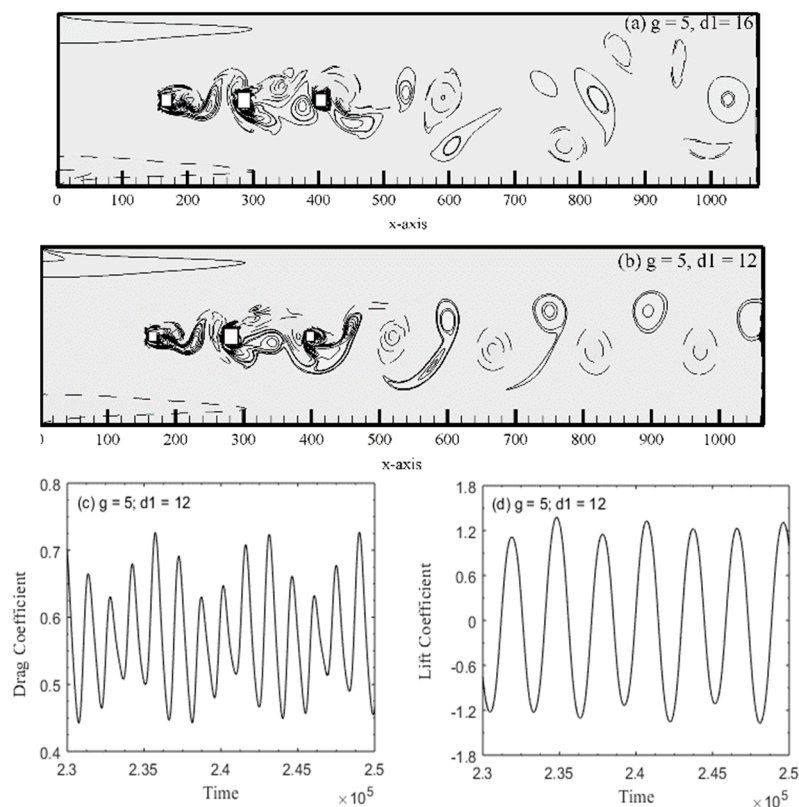 (a) g = 5, d1= 16
0 100 200 300 400 500 600 700 800 900 1000
x-axis
(b) g = 5, d1 = 12
0 100 200 300 400 500 600 700 800 900 1000
x-axis
0.8
0.7
0.6
0.5
0.4
Drag Coefficient
(c) g = 5; d1 = 12
2.3 2.35 2.4 2.45 2.5
Time
×10^5
1.8
1.2
0.6
0
-0.6
-1.2
-1.8
Lift Coefficient
(d) g = 5; d1 = 12
2.3 2.35 2.4 2.45 2.5
Time
×10^5